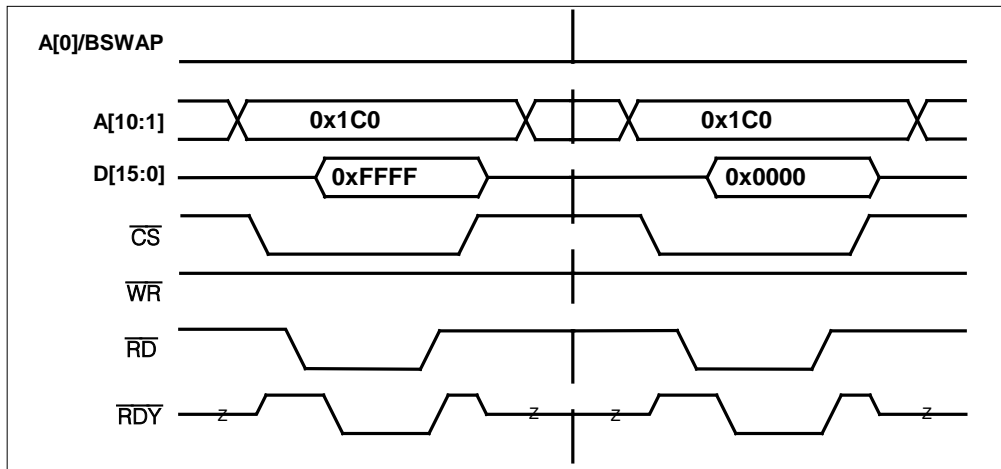 A[0]/BSWAP
A[10:1] 0x1C0 0x1C0
D[15:0] 0xFFFF 0x0000
CS
WR
RD
RDY Z Z Z Z